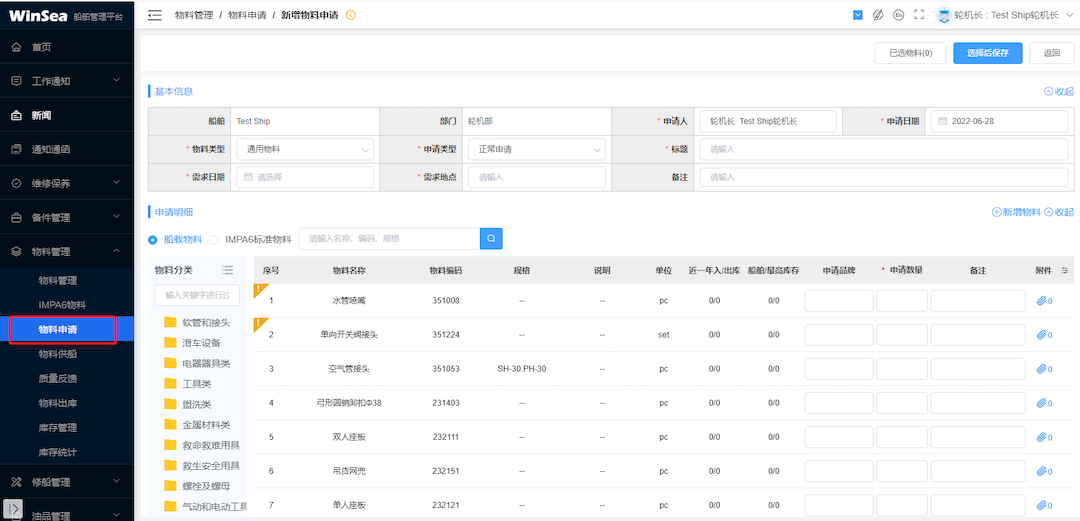 WinSea 船舶管理平台
物料管理 / 物料申请 / 新增物料申请
En
轮机长 : Test Ship轮机长
首页
工作通知
新闻
通知通函
维修保养
备件管理
物料管理
物料管理
IMPA6物料
物料申请
物料供船
质量反馈
物料出库
库存管理
库存统计
修船管理
油品管理
已选物料(0) 选择后保存 返回
基本信息 收起
船舶 Test Ship 部门 轮机部 * 申请人 轮机长 Test Ship轮机长 * 申请日期 2022-06-28
* 物料类型 通用物料 * 申请类型 正常申请 * 标题 请输入
* 需求日期 请选择 * 需求地点 请输入 备注 请输入
申请明细 新增物料 收起
船载物料 IMPA6标准物料 请输入名称、编码、规格
物料分类
输入关键字进行过
软管和接头
滑车设备
电器器具类
工具类
盥洗类
金属材料类
救命救难用具
救生安全用具
螺栓及螺母
气动和电动工具
序号 物料名称 物料编码 规格 说明 单位 近一年入/出库 船舶/最高库存 申请品牌 * 申请数量 备注 附件
1 水管喷嘴 351008 -- -- pc 0/0 0/0 0
2 单向开关阀接头 351224 -- -- set 0/0 0/0 0
3 空气管接头 351053 SH-30.PH-30 -- pc 0/0 0/0 0
4 弓形圆销卸扣Φ38 231403 -- -- pc 0/0 0/0 0
5 双人座板 232111 -- -- pc 0/0 0/0 0
6 吊货网兜 232151 -- -- pc 0/0 0/0 0
7 单人座板 232121 -- -- pc 0/0 0/0 0